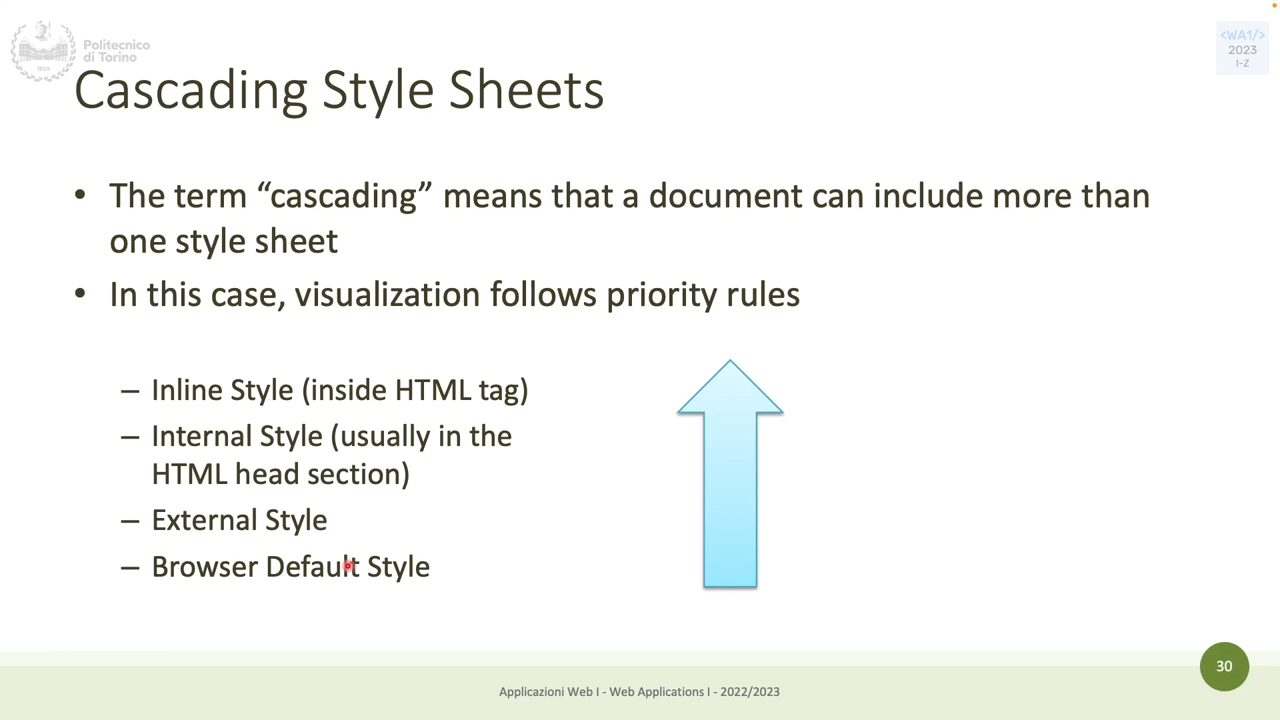 Politecnico
di Torino
1859
<WA1/>
2023
I-Z
Cascading Style Sheets
• The term “cascading” means that a document can include more than
one style sheet
• In this case, visualization follows priority rules
– Inline Style (inside HTML tag)
– Internal Style (usually in the
HTML head section)
– External Style
– Browser Default Style
30
Applicazioni Web I - Web Applications I - 2022/2023